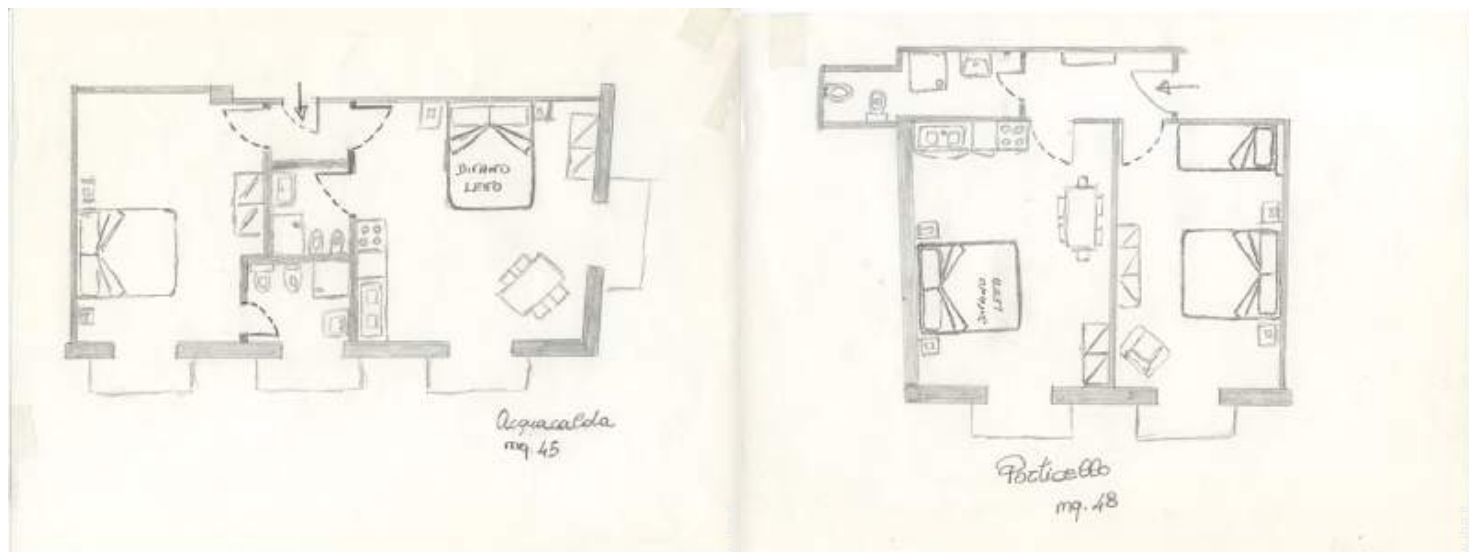 DIVANO
LETTO
Acquacalda
mq. 45
DIVANO
LETTO
Porticello
mq. 48